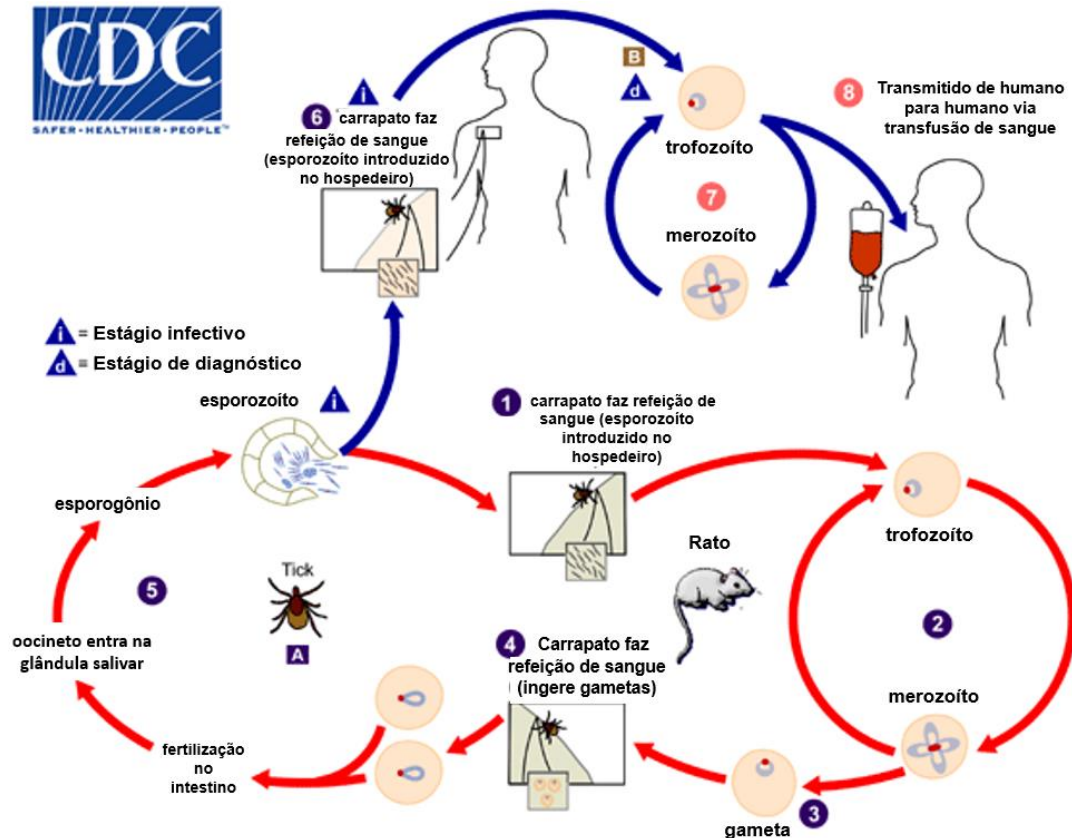 CDC
SAFER • HEALTHIER • PEOPLE™
i
6 carrapato faz
refeição de sangue
(esporozoíto introduzido
no hospedeiro)
B
d
trofozoíto
7
merozoíto
8 Transmitido de humano
para humano via
transfusão de sangue
i = Estágio infectivo
d = Estágio de diagnóstico
esporozoíto
i
1 carrapato faz refeição de
sangue (esporozoíto
introduzido no
hospedeiro)
trofozoíto
esporogônio
Rato
Tick
A
5
2
oocineto entra na
glândula salivar
4 Carrapato faz
refeição de sangue
(ingere gametas)
merozoíto
fertilização
no
intestino
gameta
3